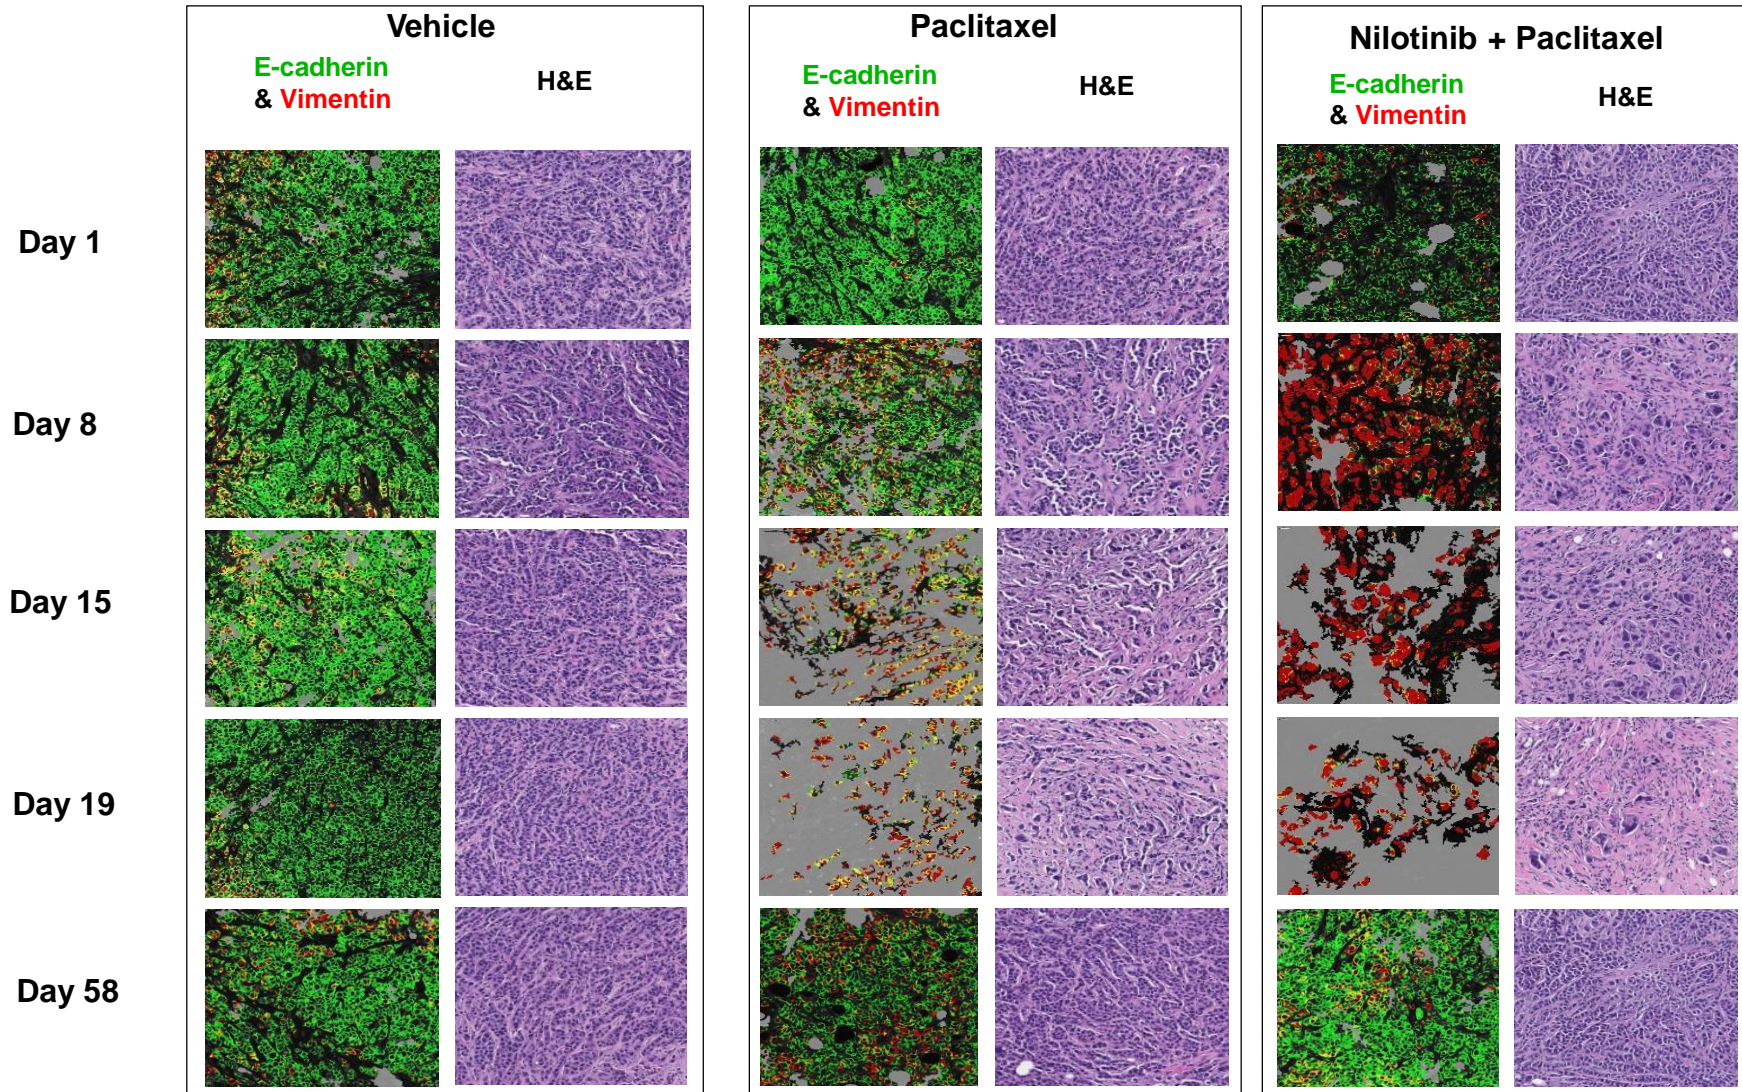 Vehicle
E-cadherin
& Vimentin
H&E
Paclitaxel
E-cadherin
& Vimentin
H&E
Nilotinib + Paclitaxel
E-cadherin
& Vimentin
H&E
Day 1
Day 8
Day 15
Day 19
Day 58